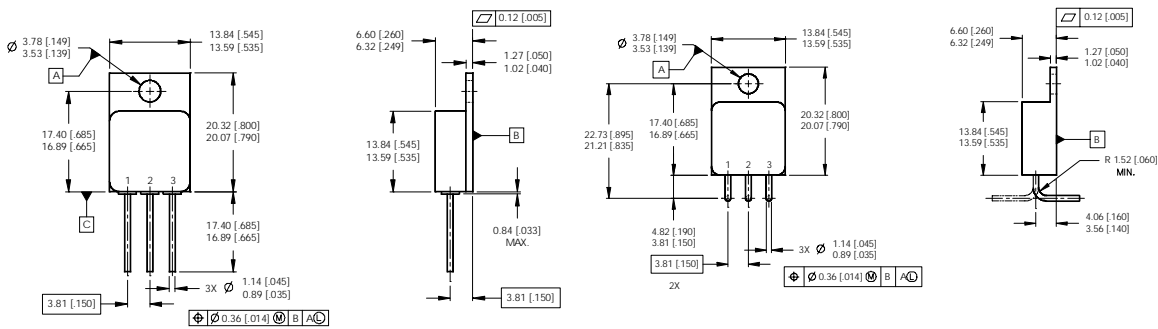 0.12 [.005]
13.84 [.545]
13.59 [.535]
6.60 [.260]
6.32 [.249]
Ø 3.78 [.149]
3.53 [.139]
1.27 [.050]
1.02 [.040]
A
17.40 [.685]
16.89 [.665]
20.32 [.800]
20.07 [.790]
13.84 [.545]
13.59 [.535]
B
1 2 3
C
17.40 [.685]
16.89 [.665]
0.84 [.033]
MAX.
3X Ø 1.14 [.045]
0.89 [.035]
3.81 [.150]
3.81 [.150]
⌖ Ø 0.36 [.014] Ⓜ B A Ⓛ
0.12 [.005]
13.84 [.545]
13.59 [.535]
6.60 [.260]
6.32 [.249]
Ø 3.78 [.149]
3.53 [.139]
1.27 [.050]
1.02 [.040]
A
22.73 [.895]
21.21 [.835]
17.40 [.685]
16.89 [.665]
20.32 [.800]
20.07 [.790]
13.84 [.545]
13.59 [.535]
B
1 2 3
R 1.52 [.060]
MIN.
4.82 [.190]
3.81 [.150]
4.06 [.160]
3.56 [.140]
3X Ø 1.14 [.045]
0.89 [.035]
3.81 [.150]
2X
⌖ Ø 0.36 [.014] Ⓜ B A Ⓛ